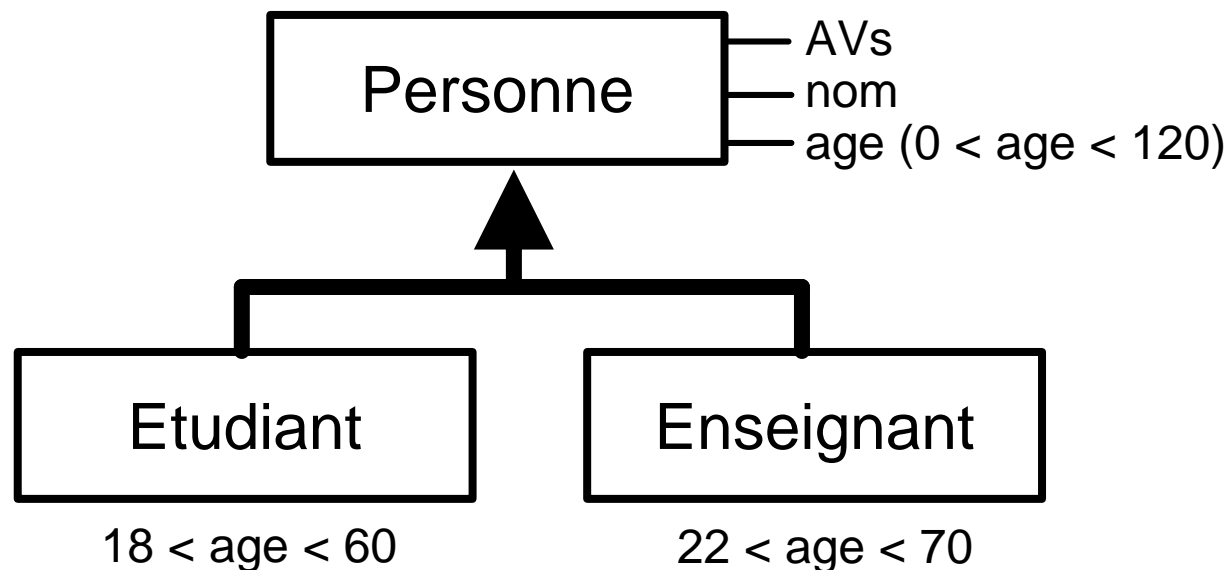 Personne
AVs
nom
age (0 < age < 120)
Etudiant
Enseignant
18 < age < 60
22 < age < 70